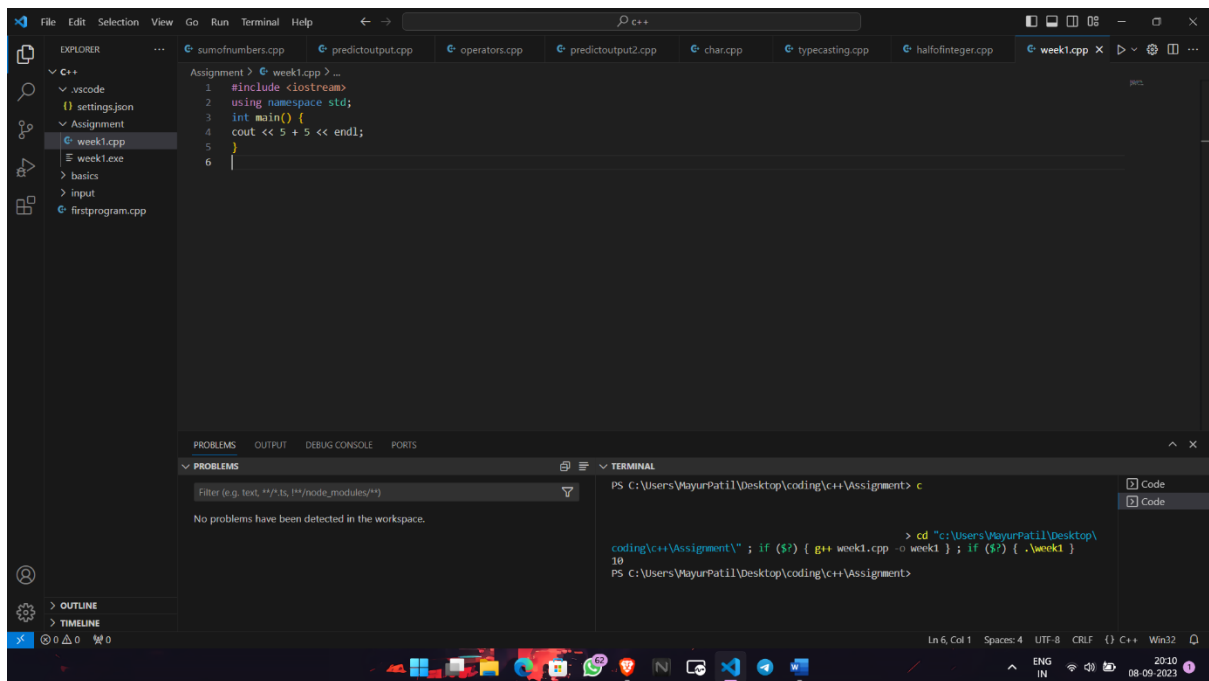 File Edit Selection View Go Run Terminal Help ← → c++
EXPLORER ··· sumofnumbers.cpp predictoutput.cpp operators.cpp predictoutput2.cpp char.cpp typecasting.cpp halfofinteger.cpp week1.cpp
C++
.vscode
{} settings.json
Assignment
week1.cpp
week1.exe
basics
input
firstprogram.cpp
Assignment > week1.cpp > ...
1 #include <iostream>
2 using namespace std;
3 int main() {
4 cout << 5 + 5 << endl;
5 }
6
PROBLEMS OUTPUT DEBUG CONSOLE PORTS
PROBLEMS
Filter (e.g. text, **/*.ts, !**/node_modules/**)
No problems have been detected in the workspace.
TERMINAL
PS C:\Users\MayurPatil\Desktop\coding\c++\Assignment> c
> cd "c:\Users\MayurPatil\Desktop\
coding\c++\Assignment\" ; if ($?) { g++ week1.cpp -o week1 } ; if ($?) { .\week1 }
10
PS C:\Users\MayurPatil\Desktop\coding\c++\Assignment>
Code
Code
> OUTLINE
> TIMELINE
0 0 0 Ln 6, Col 1 Spaces: 4 UTF-8 CRLF {} C++ Win32
62
ENG
IN
20:10
08-09-2023
1